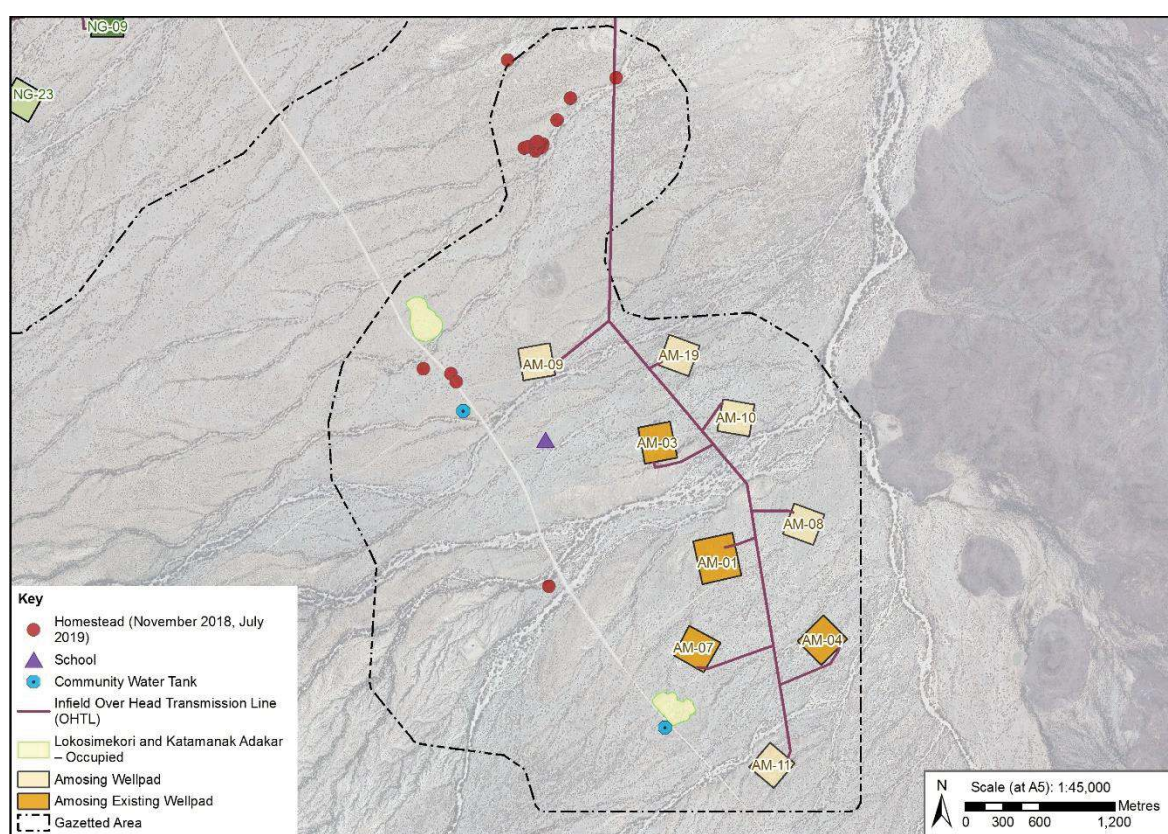 NG-09
NG-23
AM-09
AM-19
AM-10
AM-03
AM-08
AM-01
AM-04
AM-07
AM-11
Key
Homestead (November 2018, July
2019)
School
Community Water Tank
Infield Over Head Transmission Line
(OHTL)
Lokosimekori and Katamanak Adakar
– Occupied
Amosing Wellpad
Amosing Existing Wellpad
Gazetted Area
N
Scale (at A5): 1:45,000
Metres
0 300 600 1,200